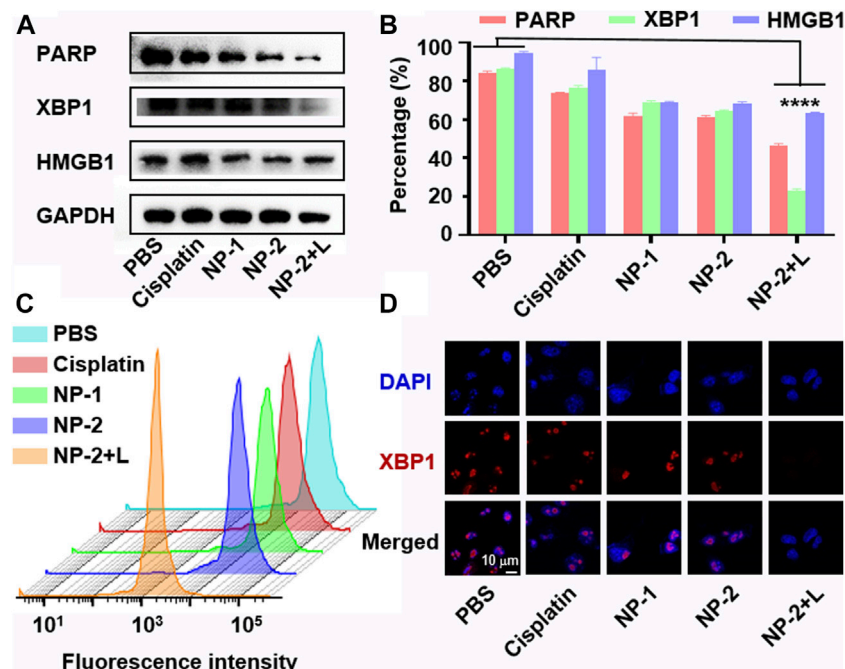 A
PARP
XBP1
HMGB1
GAPDH
PBS
Cisplatin
NP-1
NP-2
NP-2+L
B
PARP XBP1 HMGB1
Percentage (%)
100
80
60
40
20
0
****
PBS
Cisplatin
NP-1
NP-2
NP-2+L
C
PBS
Cisplatin
NP-1
NP-2
NP-2+L
10¹ 10³ 10⁵
Fluorescence intensity
D
DAPI
XBP1
Merged
10 μm
PBS
Cisplatin
NP-1
NP-2
NP-2+L